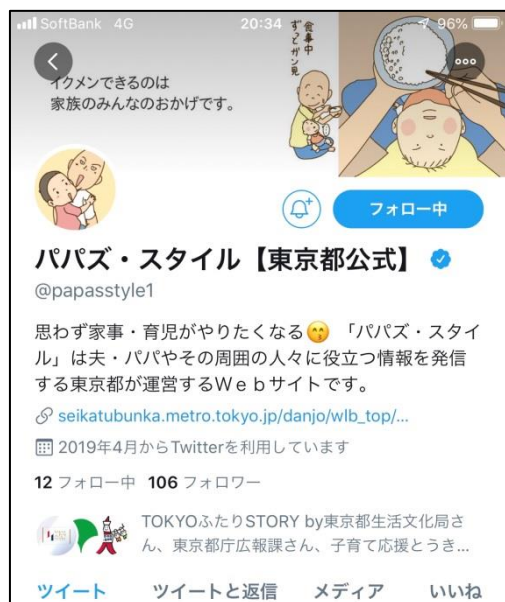 SoftBank 4G 20:34 96%
イクメンできるのは
家族のみんなのおかげです。
食事中
ずっとガン見
フォロー中
パパズ・スタイル【東京都公式】
@papasstyle1
思わず家事・育児がやりたくなる😙 「パパズ・スタイ
ル」は夫・パパやその周囲の人々に役立つ情報を発信
する東京都が運営するWebサイトです。
seikatubunka.metro.tokyo.jp/danjo/wlb_top/...
2019年4月からTwitterを利用しています
12 フォロー中 106 フォロワー
TOKYOふたりSTORY by東京都生活文化局さ
ん、東京都庁広報課さん、子育て応援とうき...
ツイート ツイートと返信 メディア いいね